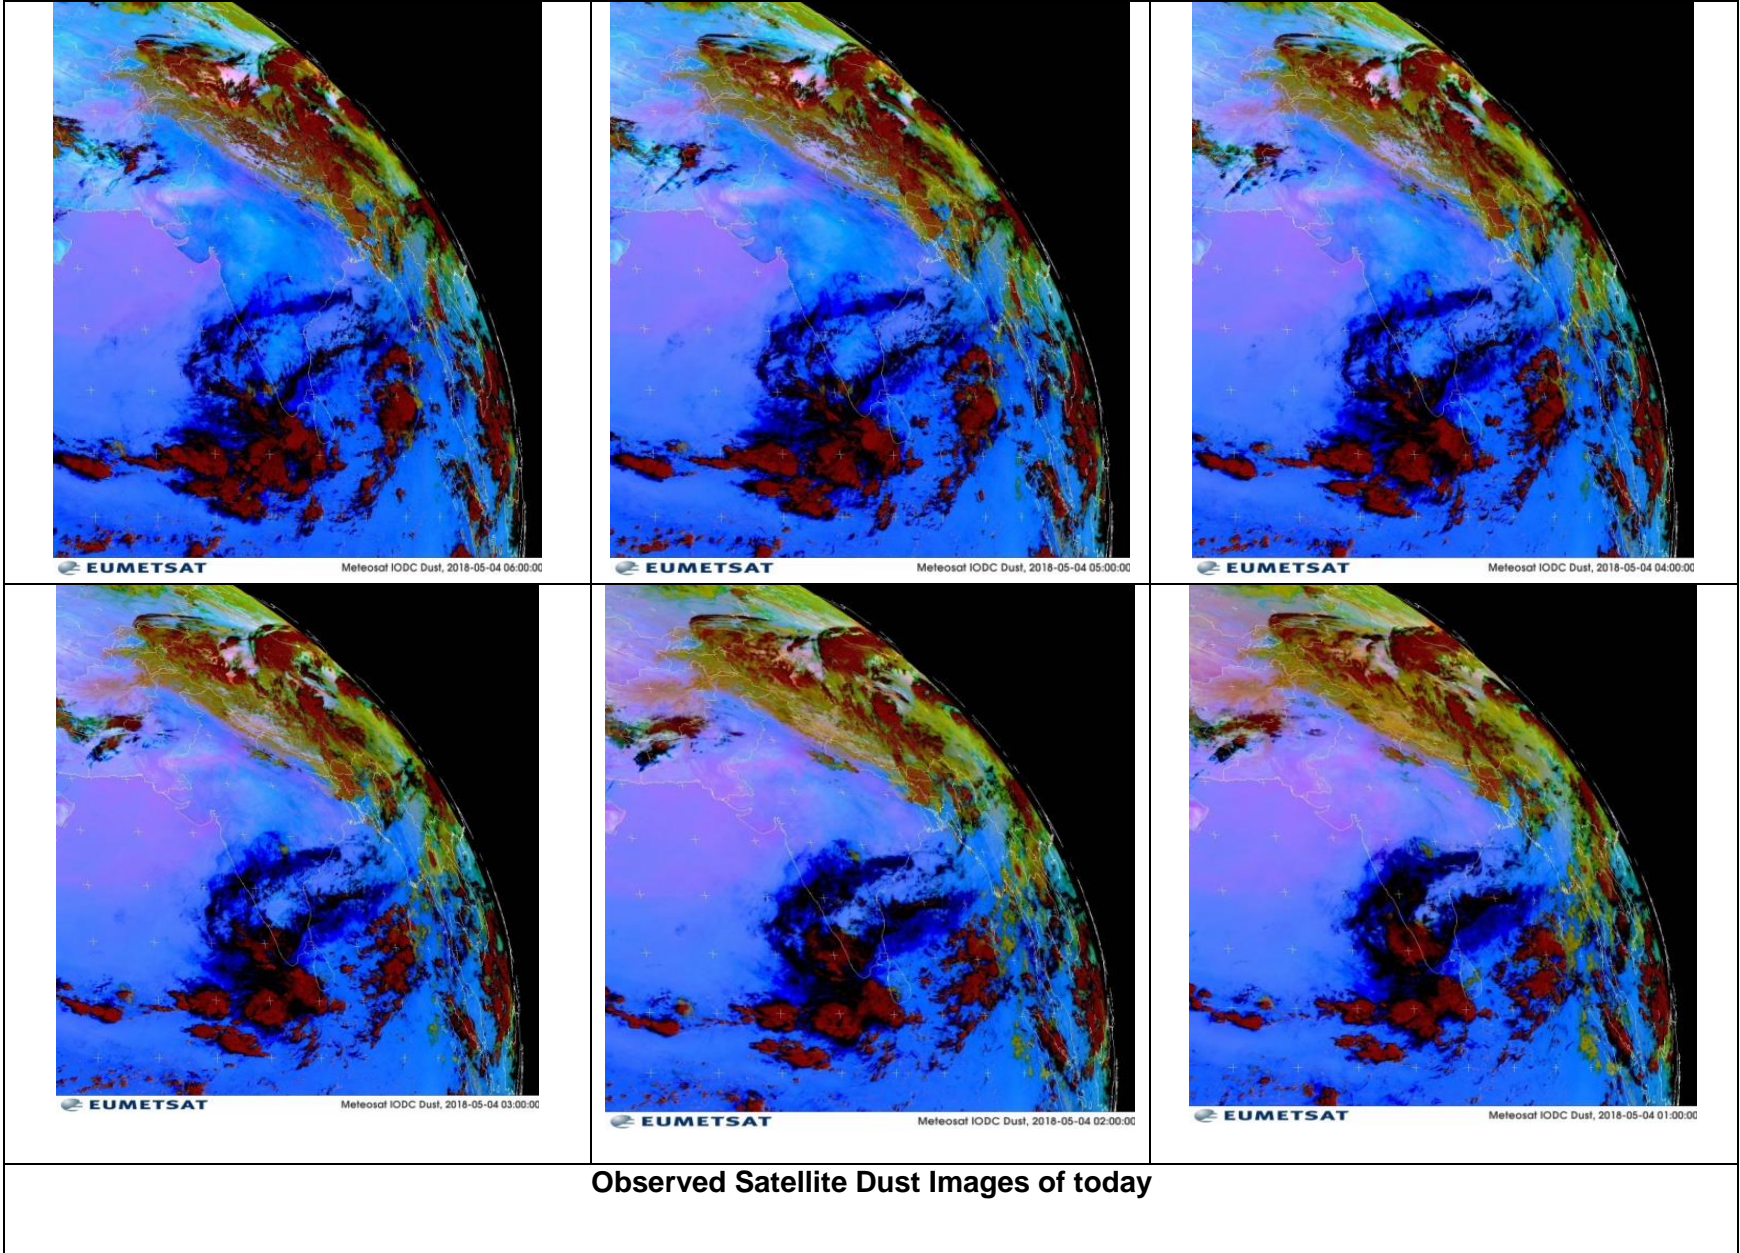 EUMETSAT
Meteosat IODC Dust, 2018-05-04 06:00:00
EUMETSAT
Meteosat IODC Dust, 2018-05-04 05:00:00
EUMETSAT
Meteosat IODC Dust, 2018-05-04 04:00:00
EUMETSAT
Meteosat IODC Dust, 2018-05-04 03:00:00
EUMETSAT
Meteosat IODC Dust, 2018-05-04 02:00:00
EUMETSAT
Meteosat IODC Dust, 2018-05-04 01:00:00
Observed Satellite Dust Images of today